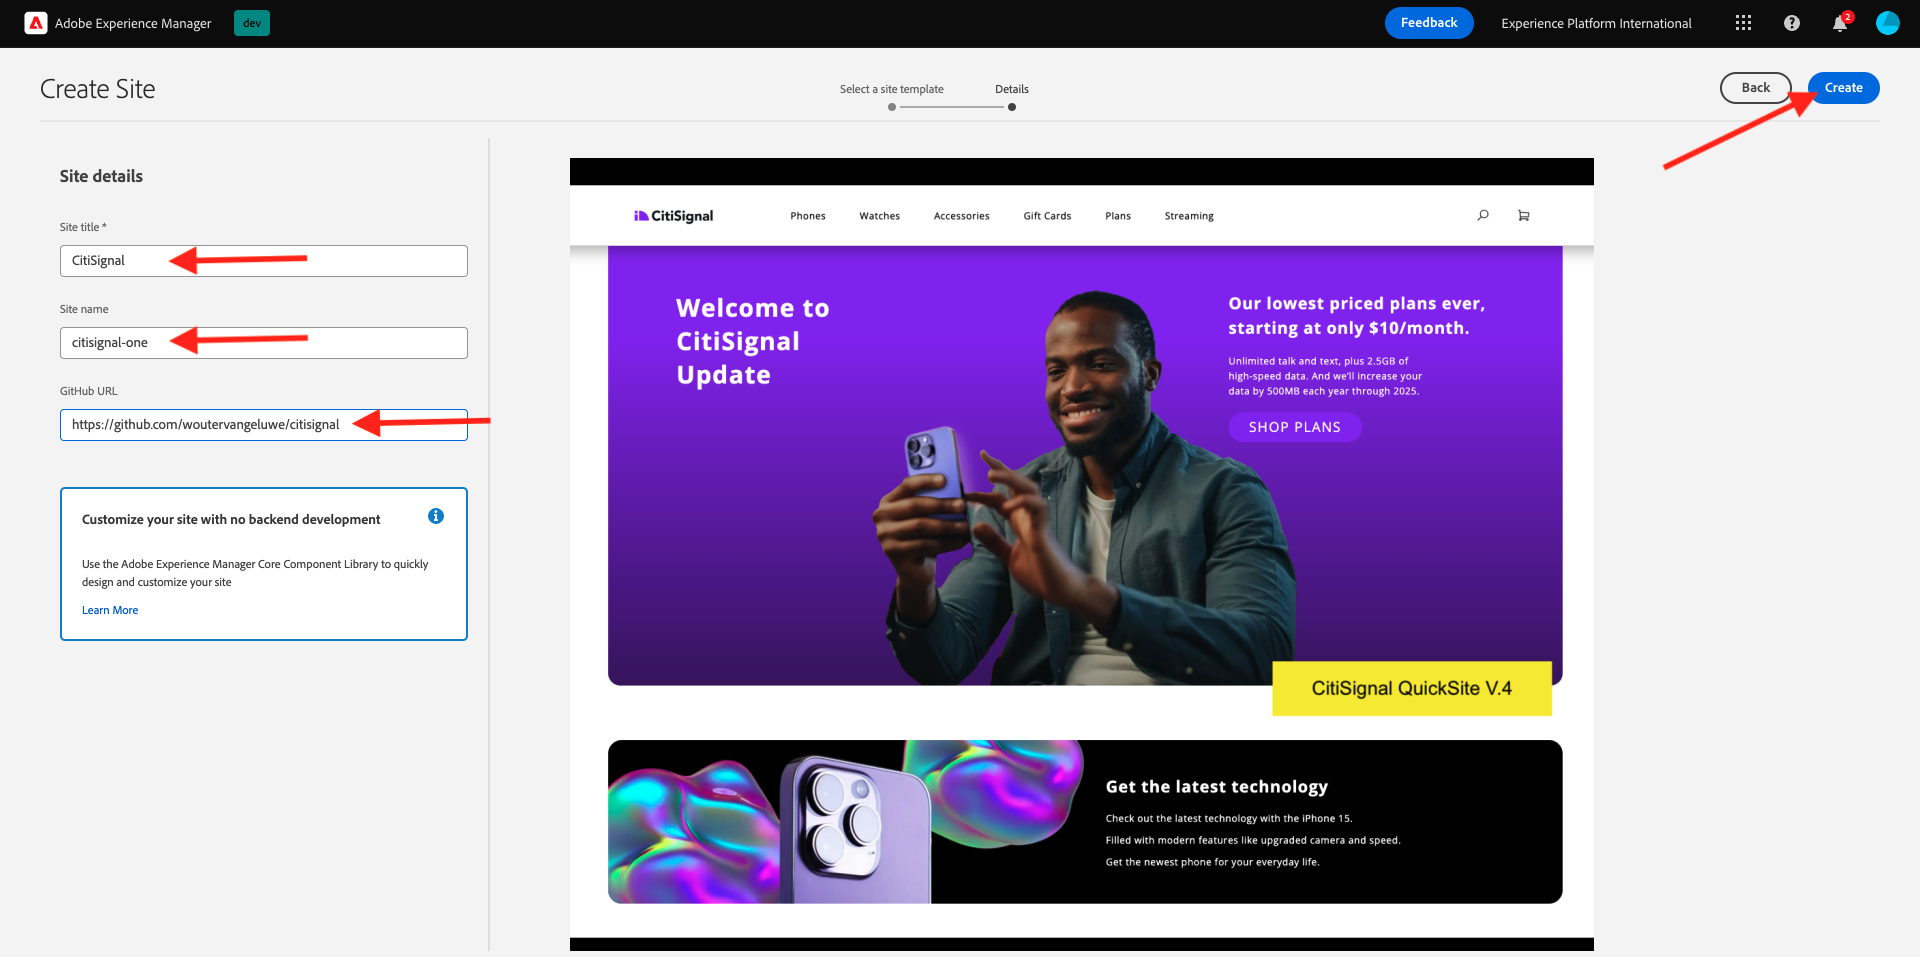 Adobe Experience Manager
dev
Feedback
Experience Platform International
2
Create Site
Select a site template
Details
Back
Create
Site details
Site title *
CitiSignal
Site name
citisignal-one
GitHub URL
https://github.com/woutervangeluwe/citisignal
Customize your site with no backend development
Use the Adobe Experience Manager Core Component Library to quickly
design and customize your site
Learn More
CitiSignal
Phones
Watches
Accessories
Gift Cards
Plans
Streaming
Welcome to
CitiSignal
Update
Our lowest priced plans ever,
starting at only $10/month.
Unlimited talk and text, plus 2.5GB of
high-speed data. And we'll increase your
data by 500MB each year through 2025.
SHOP PLANS
CitiSignal QuickSite V.4
Get the latest technology
Check out the latest technology with the iPhone 15.
Filled with modern features like upgraded camera and speed.
Get the newest phone for your everyday life.